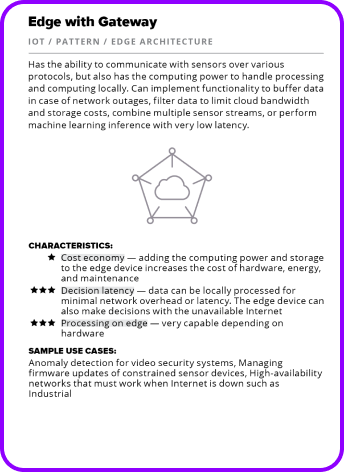 Edge with Gateway
IOT / PATTERN / EDGE ARCHITECTURE
Has the ability to communicate with sensors over various
protocols, but also has the computing power to handle processing
and computing locally. Can implement functionality to buffer data
in case of network outages, filter data to limit cloud bandwidth
and storage costs, combine multiple sensor streams, or perform
machine learning inference with very low latency.
CHARACTERISTICS:
★ Cost economy — adding the computing power and storage
to the edge device increases the cost of hardware, energy,
and maintenance
★★★ Decision latency — data can be locally processed for
minimal network overhead or latency. The edge device can
also make decisions with the unavailable Internet
★★★ Processing on edge — very capable depending on
hardware
SAMPLE USE CASES:
Anomaly detection for video security systems, Managing
firmware updates of constrained sensor devices, High-availability
networks that must work when Internet is down such as
Industrial